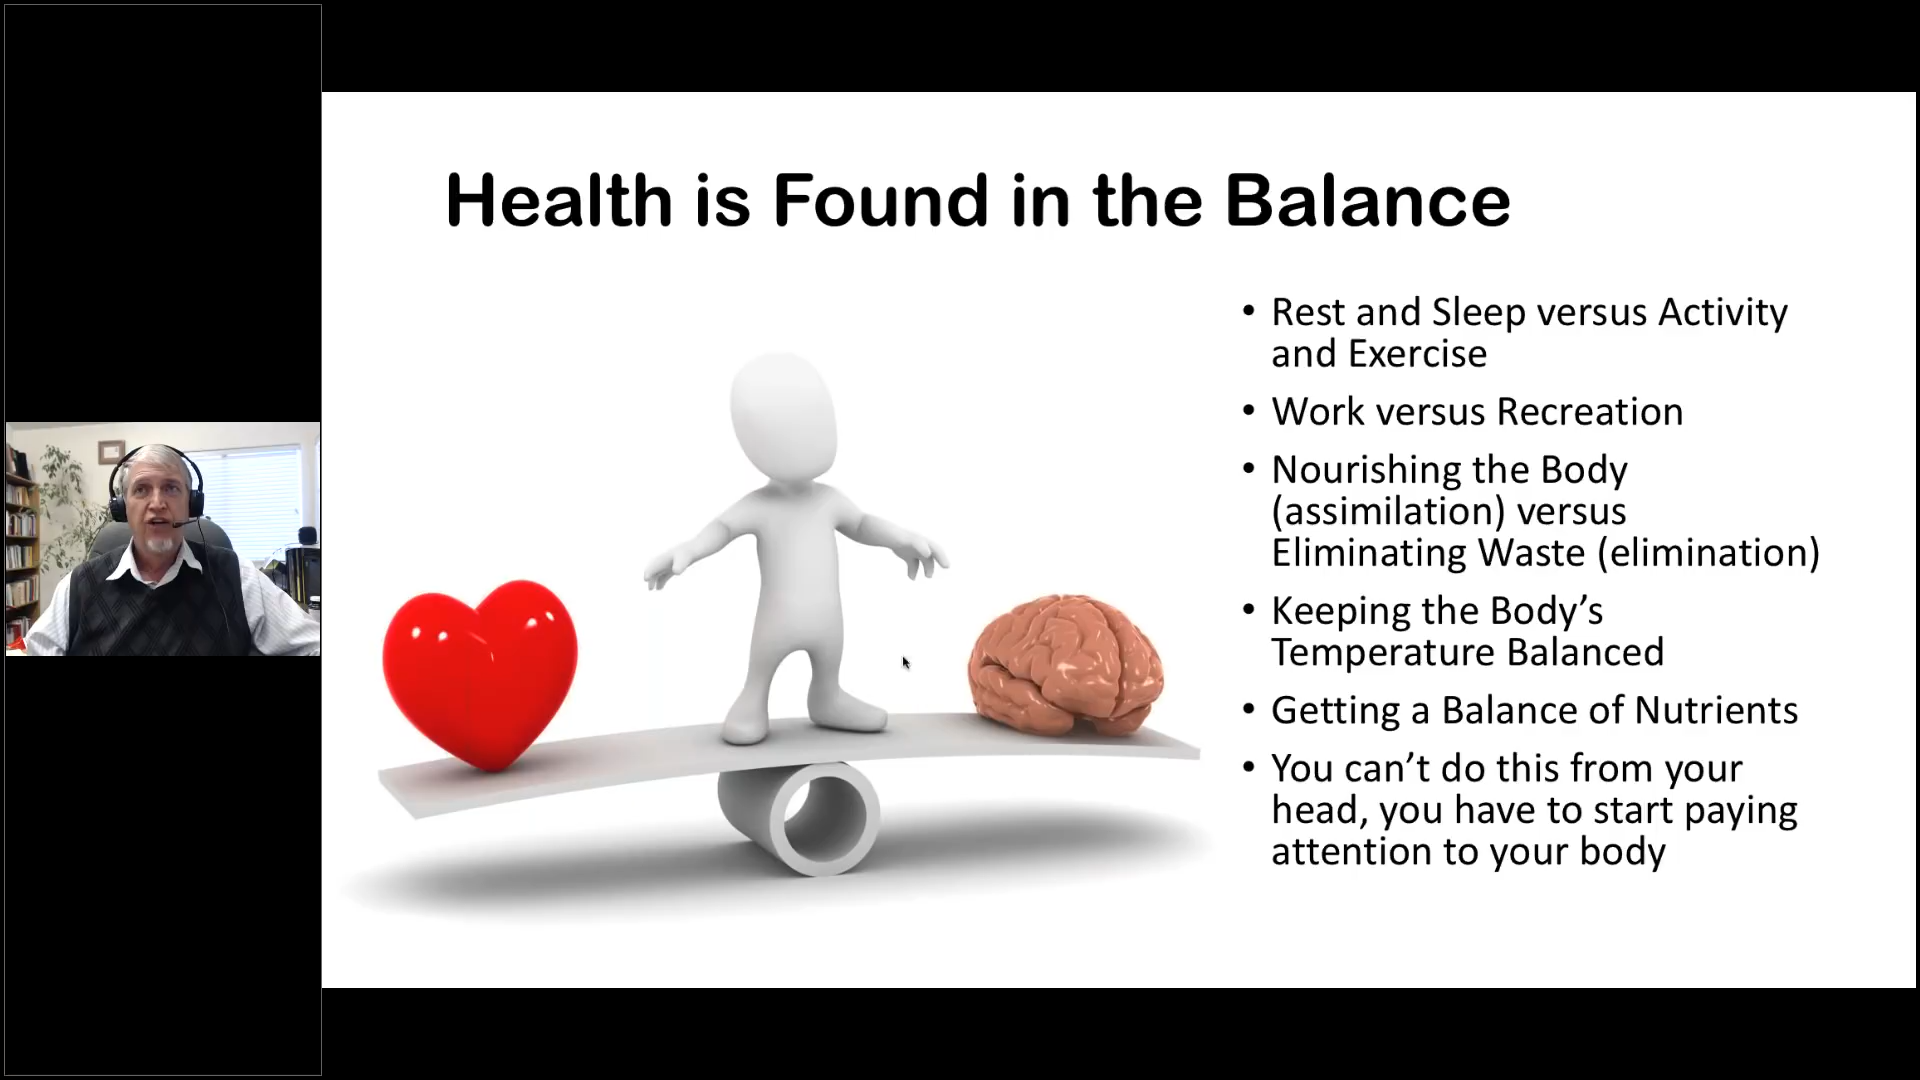 Health is Found in the Balance
• Rest and Sleep versus Activity
and Exercise
• Work versus Recreation
• Nourishing the Body
(assimilation) versus
Eliminating Waste (elimination)
• Keeping the Body’s
Temperature Balanced
• Getting a Balance of Nutrients
• You can’t do this from your
head, you have to start paying
attention to your body